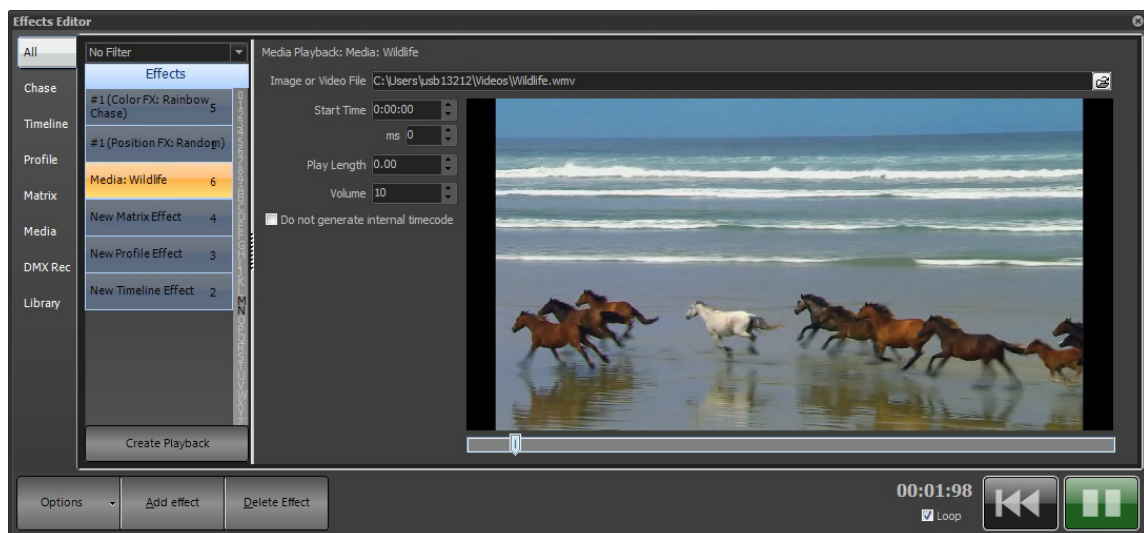 Effects Editor
All
Chase
Timeline
Profile
Matrix
Media
DMX Rec
Library
No Filter
Effects
#1 (Color FX: Rainbow
Chase) 5
#1 (Position FX: Random)
Media: Wildlife 6
New Matrix Effect 4
New Profile Effect 3
New Timeline Effect 2
M
N
Create Playback
Media Playback: Media: Wildlife
Image or Video File C:\Users\usb13212\Videos\Wildlife.wmv
Start Time 0:00:00
ms 0
Play Length 0.00
Volume 10
Do not generate internal timecode
Options
Add effect
Delete Effect
00:01:98
Loop